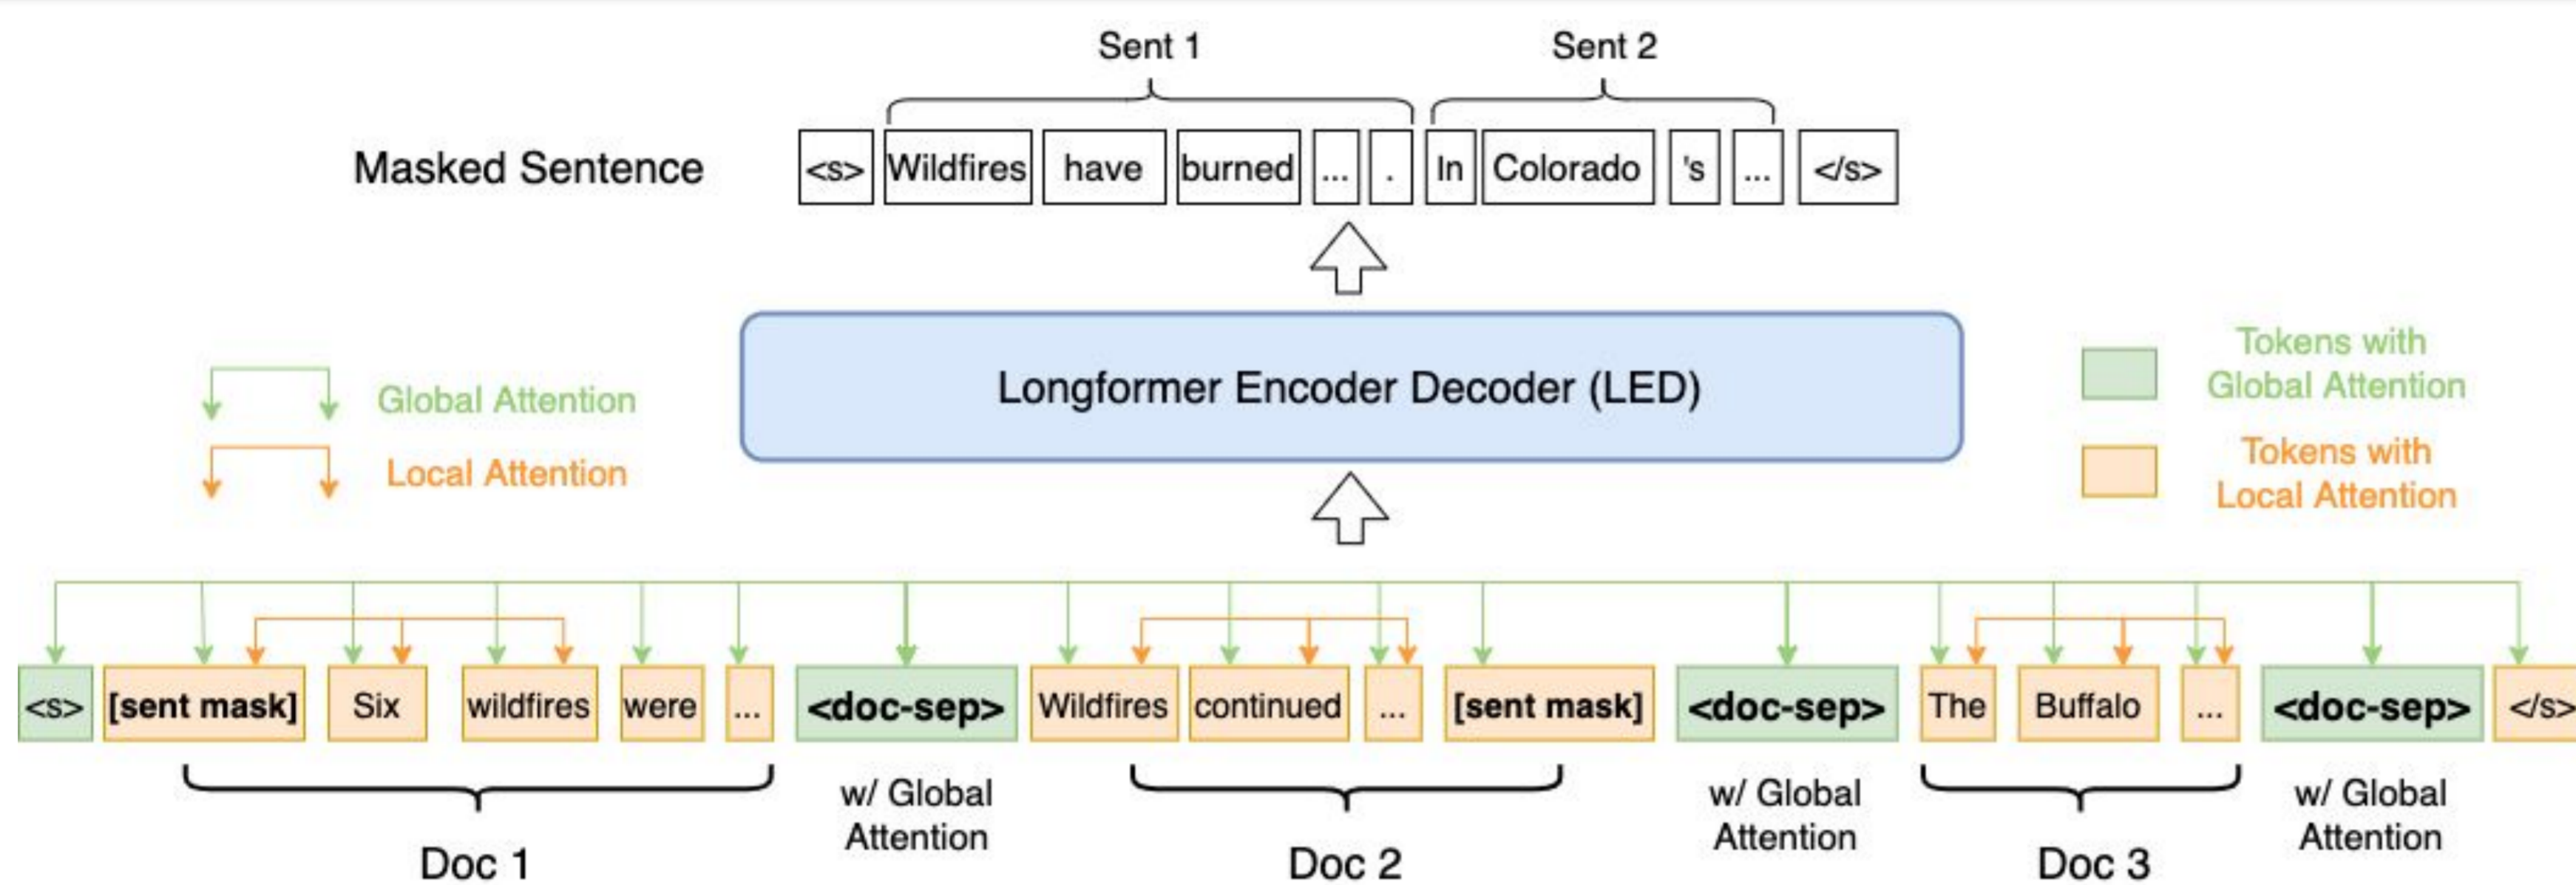 Sent 1 Sent 2
Masked Sentence <s> Wildfires have burned ... . In Colorado 's ... </s>
Longformer Encoder Decoder (LED)
Global Attention
Local Attention
Tokens with
Global Attention
Tokens with
Local Attention
<s> [sent mask] Six wildfires were ... <doc-sep> Wildfires continued ... [sent mask] <doc-sep> The Buffalo ... <doc-sep> </s>
w/ Global
Attention
w/ Global
Attention
w/ Global
Attention
Doc 1 Doc 2 Doc 3